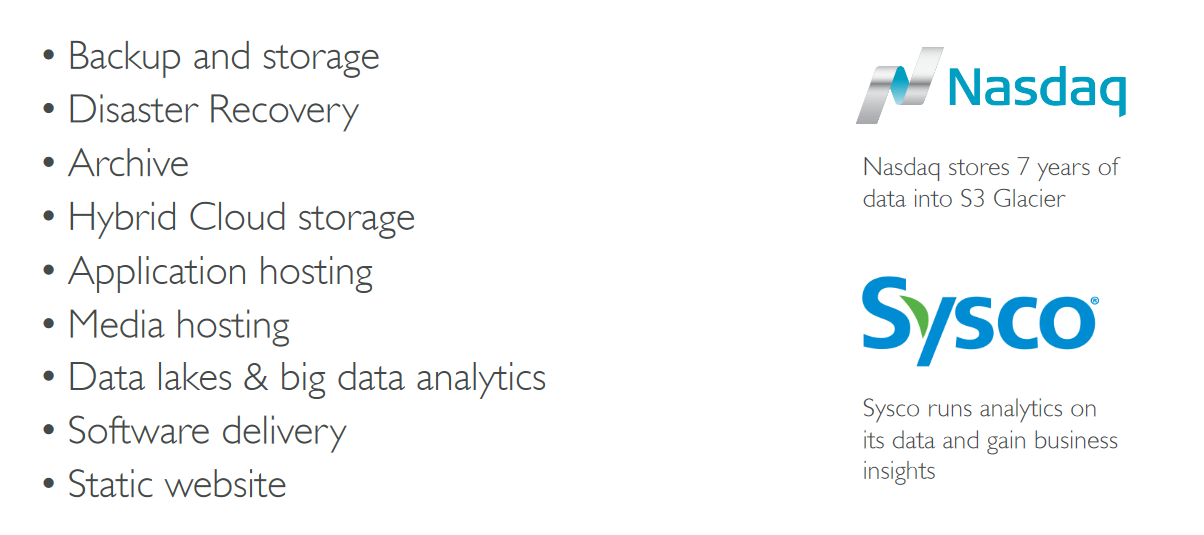 • Backup and storage
• Disaster Recovery
• Archive
• Hybrid Cloud storage
• Application hosting
• Media hosting
• Data lakes & big data analytics
• Software delivery
• Static website
Nasdaq
Nasdaq stores 7 years of
data into S3 Glacier
Sysco®
Sysco runs analytics on
its data and gain business
insights